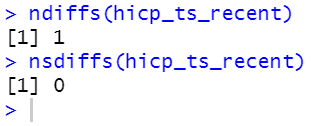 > ndiffs(hicp_ts_recent)
[1] 1
> nsdiffs(hicp_ts_recent)
[1] 0
>